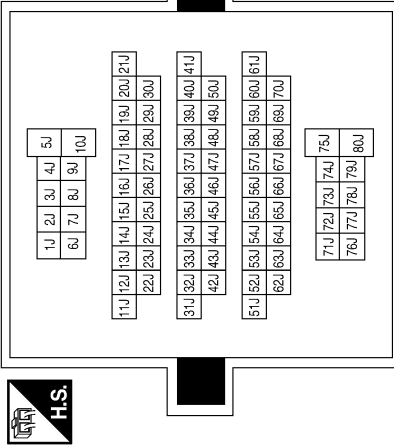 H.S.
1J 2J 3J 4J 5J
6J 7J 8J 9J 10J
11J 12J 13J 14J 15J 16J 17J 18J 19J 20J 21J
22J 23J 24J 25J 26J 27J 28J 29J 30J
31J 32J 33J 34J 35J 36J 37J 38J 39J 40J 41J
42J 43J 44J 45J 46J 47J 48J 49J 50J
51J 52J 53J 54J 55J 56J 57J 58J 59J 60J 61J
62J 63J 64J 65J 66J 67J 68J 69J 70J
71J 72J 73J 74J 75J
76J 77J 78J 79J 80J